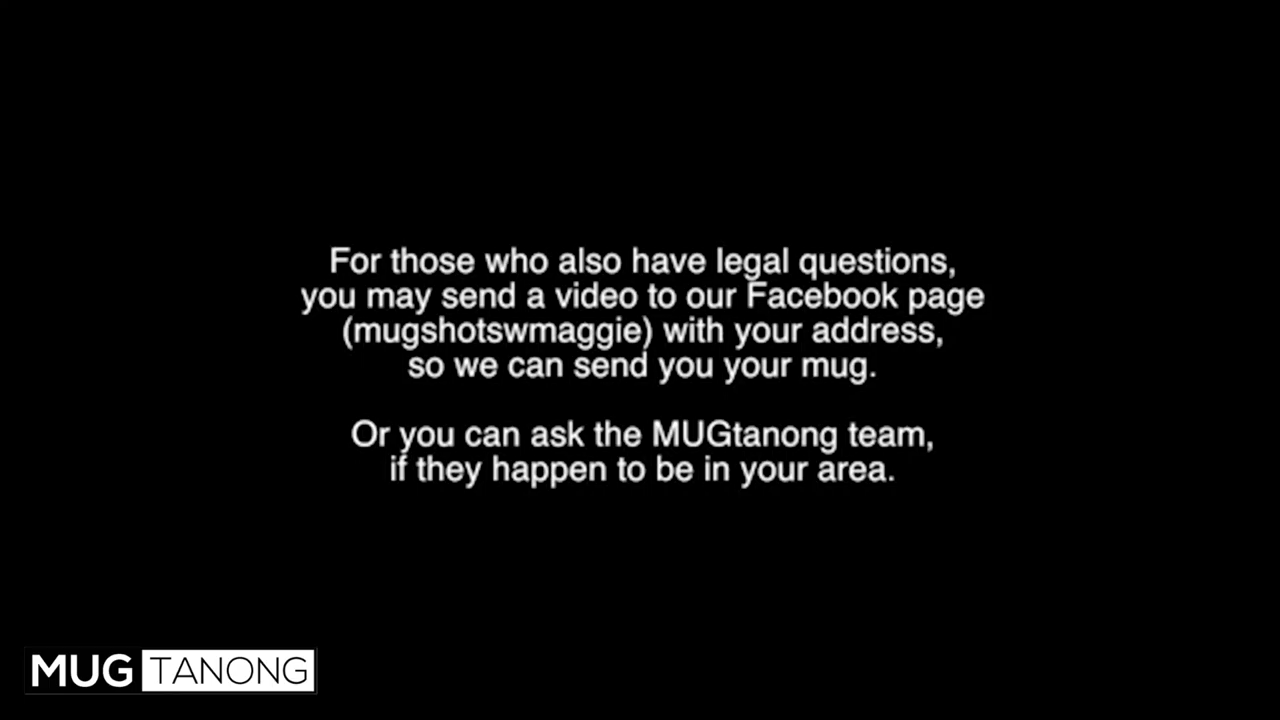 For those who also have legal questions,
you may send a video to our Facebook page
(mugshotswmaggie) with your address,
so we can send you your mug.
Or you can ask the MUGtanong team,
if they happen to be in your area.
MUG TANONG